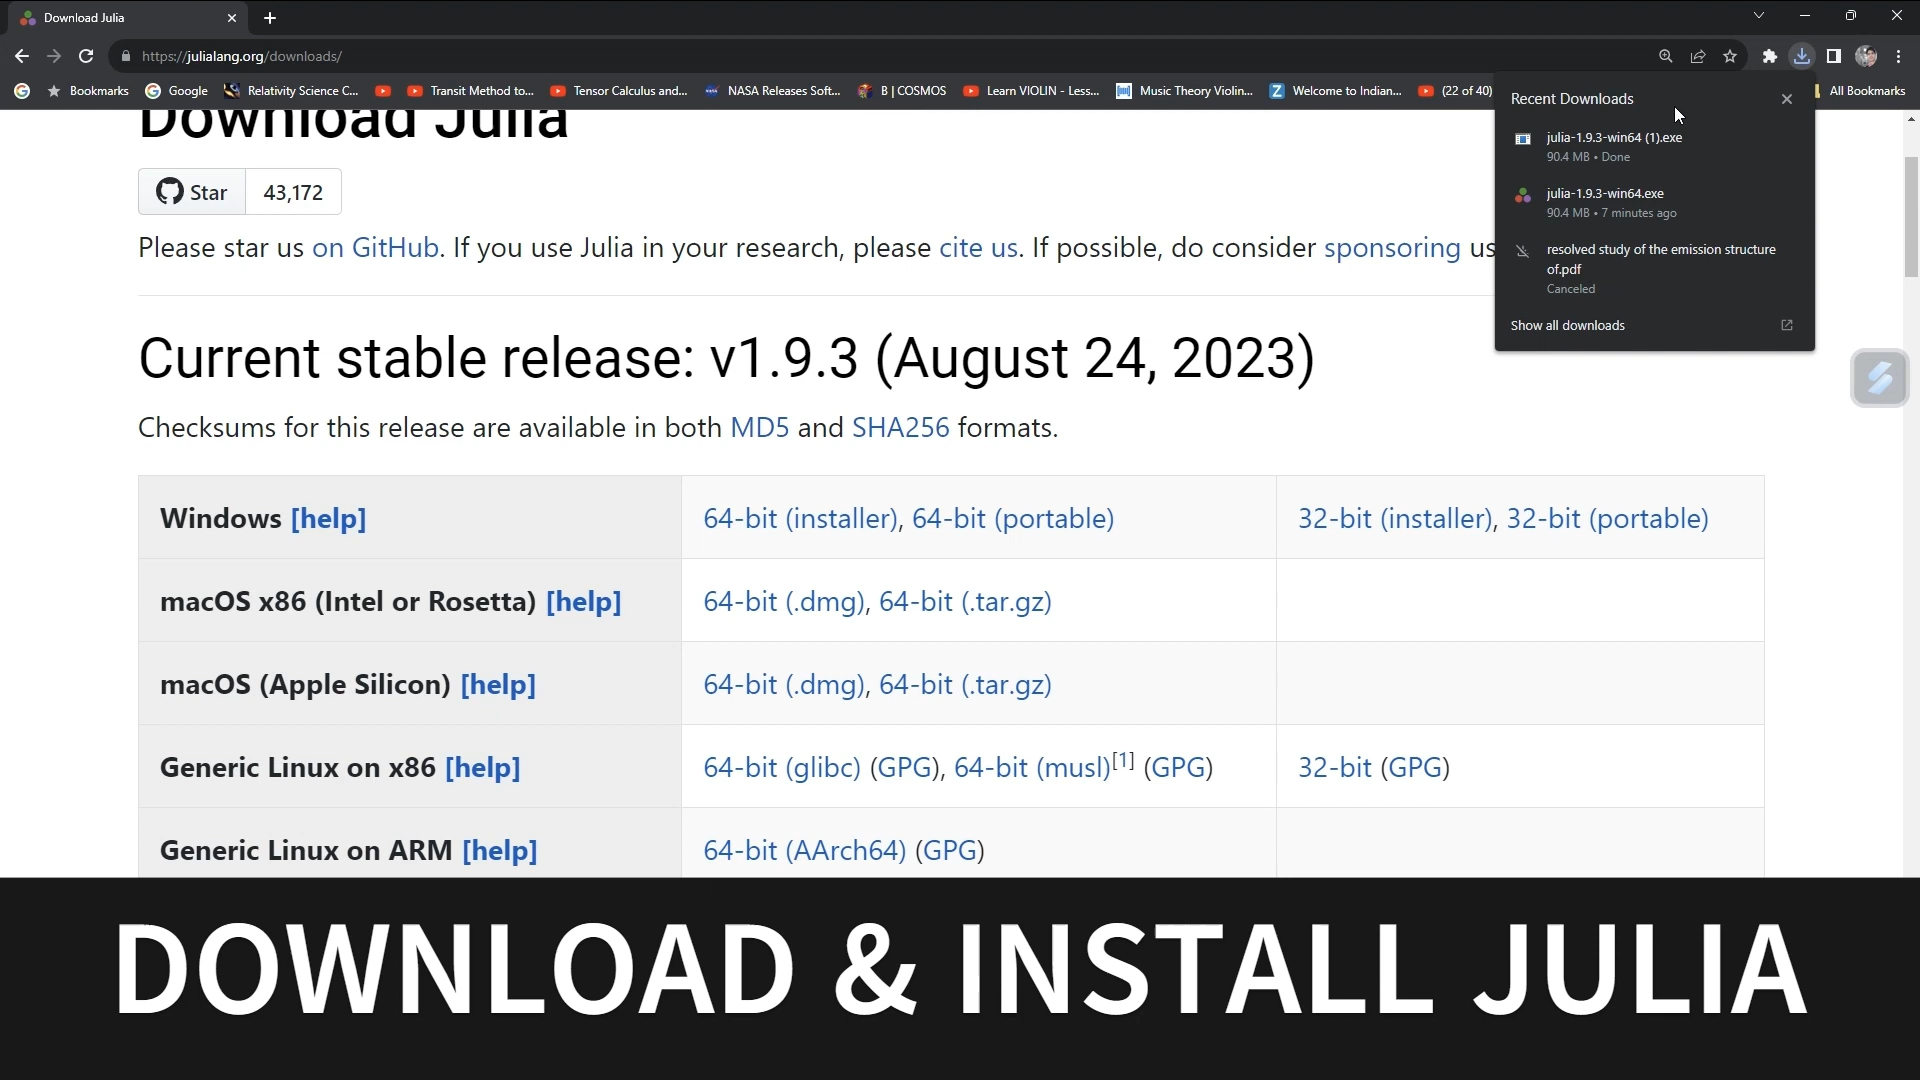 Download Julia
https://julialang.org/downloads/
Bookmarks
Google
Relativity Science C...
Transit Method to...
Tensor Calculus and...
NASA Releases Soft...
B | COSMOS
Learn VIOLIN - Less...
Music Theory Violin...
Welcome to Indian...
(22 of 40)
All Bookmarks
Recent Downloads
julia-1.9.3-win64 (1).exe
90.4 MB • Done
julia-1.9.3-win64.exe
90.4 MB • 7 minutes ago
resolved study of the emission structure
of.pdf
Canceled
Show all downloads
Download Julia
Star 43,172
Please star us on GitHub. If you use Julia in your research, please cite us. If possible, do consider sponsoring us
Current stable release: v1.9.3 (August 24, 2023)
Checksums for this release are available in both MD5 and SHA256 formats.
Windows [help] 64-bit (installer), 64-bit (portable) 32-bit (installer), 32-bit (portable)
macOS x86 (Intel or Rosetta) [help] 64-bit (.dmg), 64-bit (.tar.gz)
macOS (Apple Silicon) [help] 64-bit (.dmg), 64-bit (.tar.gz)
Generic Linux on x86 [help] 64-bit (glibc) (GPG), 64-bit (musl)[1] (GPG) 32-bit (GPG)
Generic Linux on ARM [help] 64-bit (AArch64) (GPG)
DOWNLOAD & INSTALL JULIA